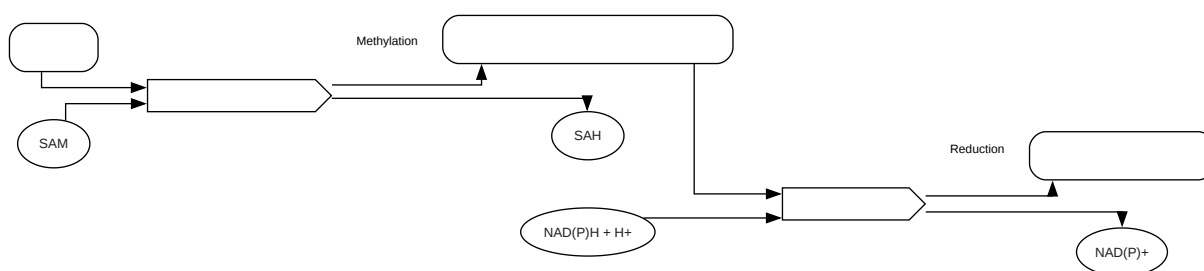 Methylation
SAM
SAH
Reduction
NAD(P)H + H+
NAD(P)+